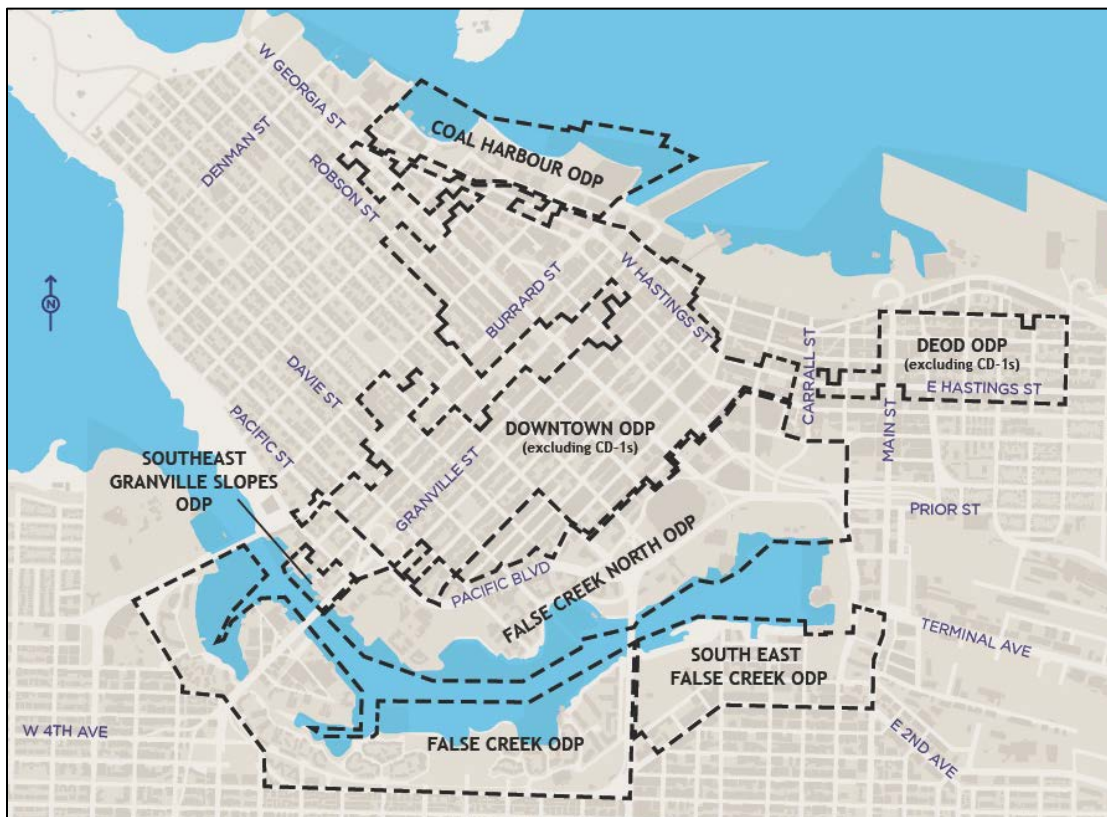 W GEORGIA ST
COAL HARBOUR ODP
DENMAN ST
ROBSON ST
N
BURRARD ST
W HASTINGS ST
CARRALL ST
DEOD ODP
(excluding CD-1s)
E HASTINGS ST
MAIN ST
DAVIE ST
PACIFIC ST
GRANVILLE ST
DOWNTOWN ODP
(excluding CD-1s)
SOUTHEAST
GRANVILLE SLOPES
ODP
PRIOR ST
PACIFIC BLVD
FALSE CREEK NORTH ODP
TERMINAL AVE
SOUTH EAST
FALSE CREEK ODP
W 4TH AVE
FALSE CREEK ODP
E 2ND AVE